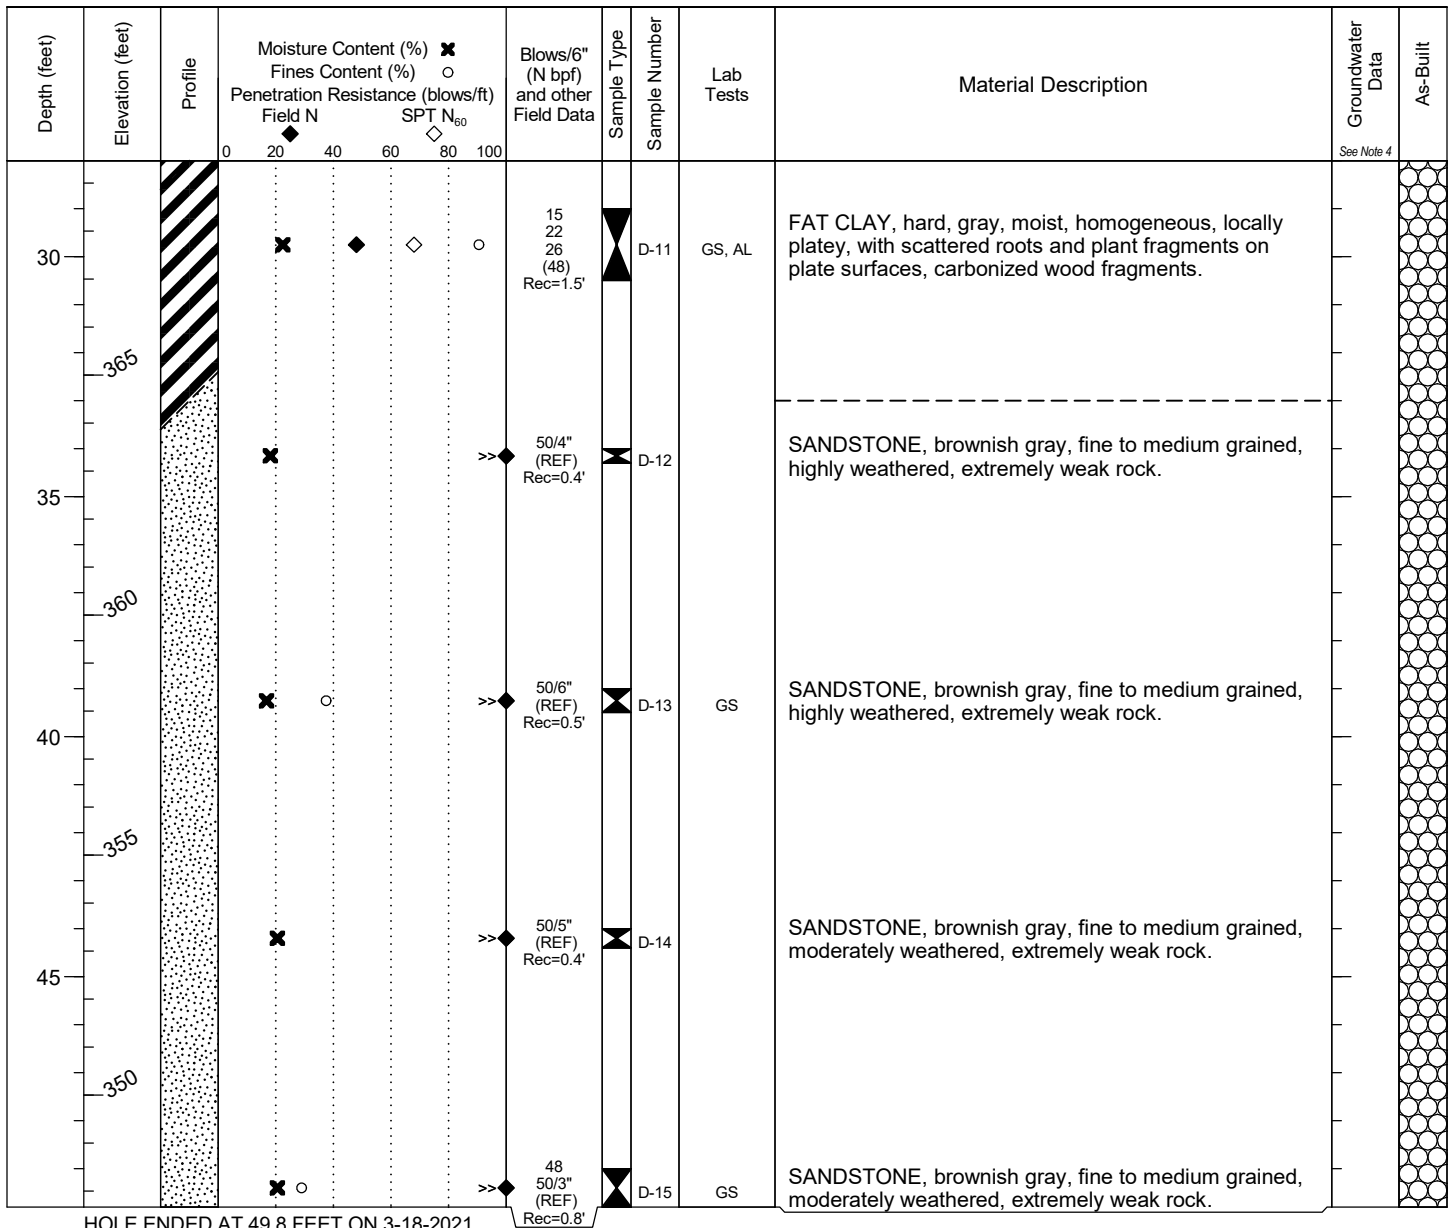 Depth (feet)
Elevation (feet)
Profile
Moisture Content (%)
Fines Content (%)
Penetration Resistance (blows/ft)
Field N SPT N60
0 20 40 60 80 100
Blows/6"
(N bpf)
and other
Field Data
Sample Type
Sample Number
Lab
Tests
Material Description
Groundwater
Data
See Note 4
As-Built
30
15
22
26
(48)
Rec=1.5'
D-11
GS, AL
FAT CLAY, hard, gray, moist, homogeneous, locally
platey, with scattered roots and plant fragments on
plate surfaces, carbonized wood fragments.
365
>>
50/4"
(REF)
Rec=0.4'
D-12
SANDSTONE, brownish gray, fine to medium grained,
highly weathered, extremely weak rock.
35
360
>>
50/6"
(REF)
Rec=0.5'
D-13
GS
SANDSTONE, brownish gray, fine to medium grained,
highly weathered, extremely weak rock.
40
355
>>
50/5"
(REF)
Rec=0.4'
D-14
SANDSTONE, brownish gray, fine to medium grained,
moderately weathered, extremely weak rock.
45
350
>>
48
50/3"
(REF)
Rec=0.8'
D-15
GS
SANDSTONE, brownish gray, fine to medium grained,
moderately weathered, extremely weak rock.
HOLE ENDED AT 49.8 FEET ON 3-18-2021